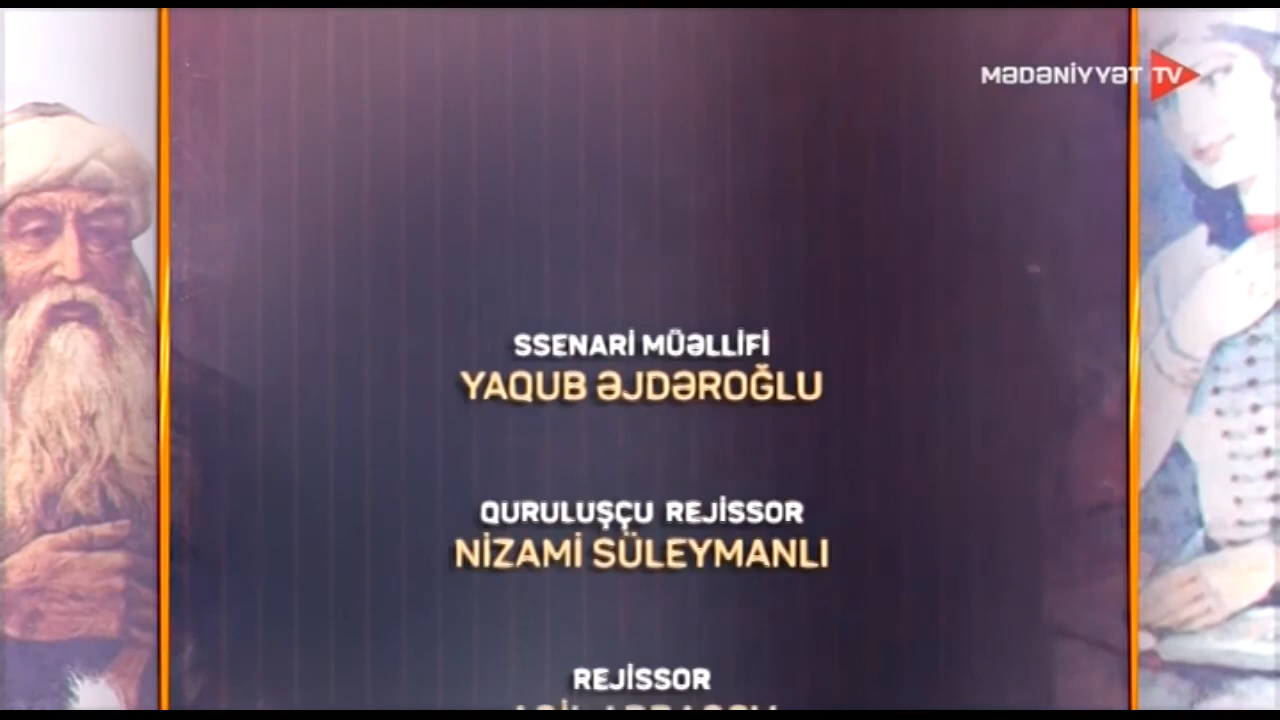 MƏDƏNİYYƏT TV
SSENARİ MÜƏLLİFİ
YAQUB ƏJDƏROĞLU
QURULUŞÇU REJİSSOR
NİZAMİ SÜLEYMANLI
REJİSSOR